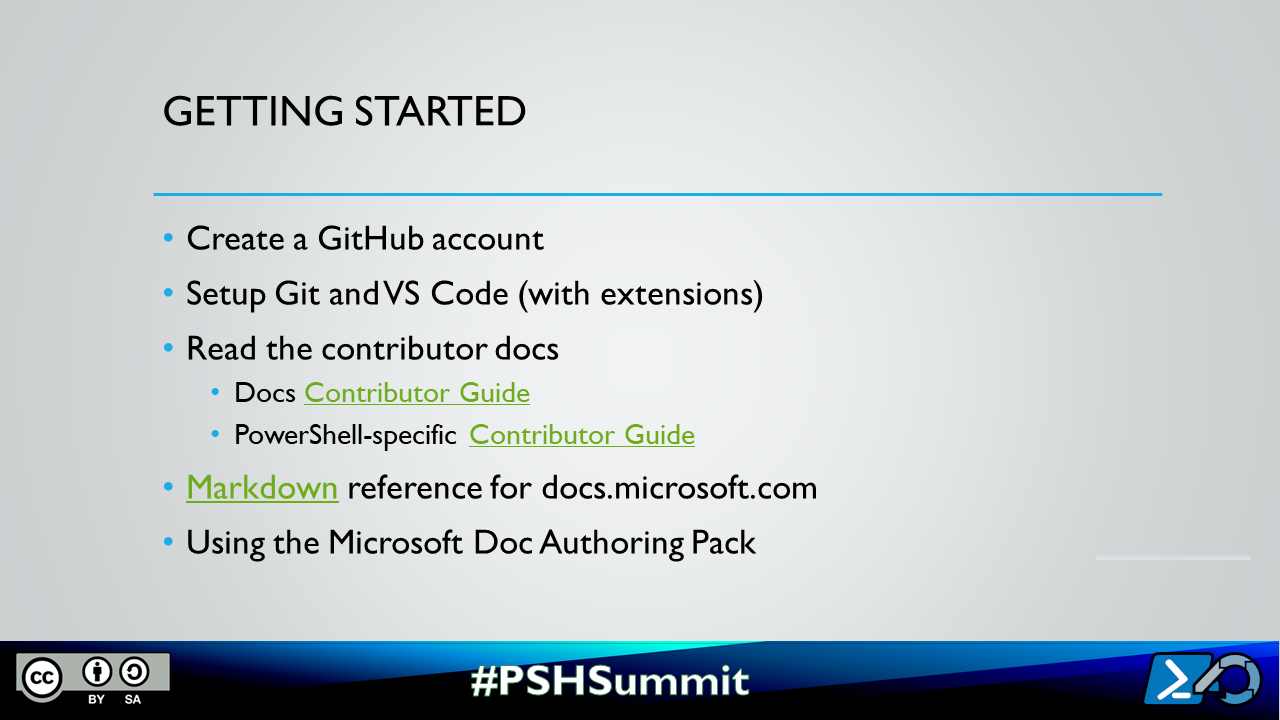 GETTING STARTED
• Create a GitHub account
• Setup Git and VS Code (with extensions)
• Read the contributor docs
• Docs Contributor Guide
• PowerShell-specific Contributor Guide
• Markdown reference for docs.microsoft.com
• Using the Microsoft Doc Authoring Pack
cc
BY SA
#PSHSummit